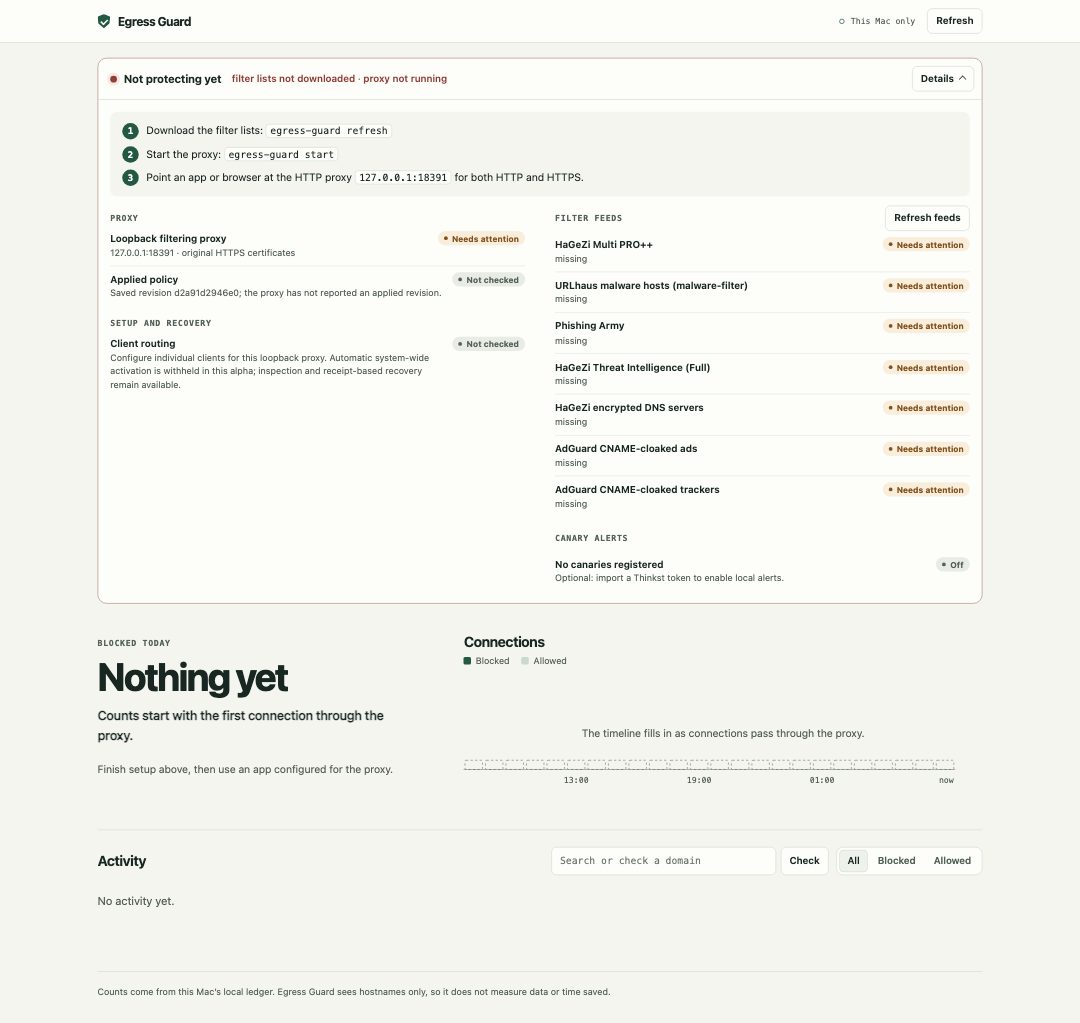 Egress Guard
This Mac only
Refresh
Not protecting yet filter lists not downloaded · proxy not running
Details
1 Download the filter lists: egress-guard refresh
2 Start the proxy: egress-guard start
3 Point an app or browser at the HTTP proxy 127.0.0.1:18391 for both HTTP and HTTPS.
PROXY
Loopback filtering proxy
Needs attention
127.0.0.1:18391 · original HTTPS certificates
Applied policy
Not checked
Saved revision d2a91d2946e0; the proxy has not reported an applied revision.
SETUP AND RECOVERY
Client routing
Not checked
Configure individual clients for this loopback proxy. Automatic system-wide
activation is withheld in this alpha; inspection and receipt-based recovery
remain available.
FILTER FEEDS
Refresh feeds
HaGeZi Multi PRO++
Needs attention
missing
URLhaus malware hosts (malware-filter)
Needs attention
missing
Phishing Army
Needs attention
missing
HaGeZi Threat Intelligence (Full)
Needs attention
missing
HaGeZi encrypted DNS servers
Needs attention
missing
AdGuard CNAME-cloaked ads
Needs attention
missing
AdGuard CNAME-cloaked trackers
Needs attention
missing
CANARY ALERTS
No canaries registered
Off
Optional: import a Thinkst token to enable local alerts.
BLOCKED TODAY
Nothing yet
Counts start with the first connection through the
proxy.
Finish setup above, then use an app configured for the proxy.
Connections
Blocked Allowed
The timeline fills in as connections pass through the proxy.
13:00 19:00 01:00 now
Activity
Search or check a domain
Check
All Blocked Allowed
No activity yet.
Counts come from this Mac's local ledger. Egress Guard sees hostnames only, so it does not measure data or time saved.